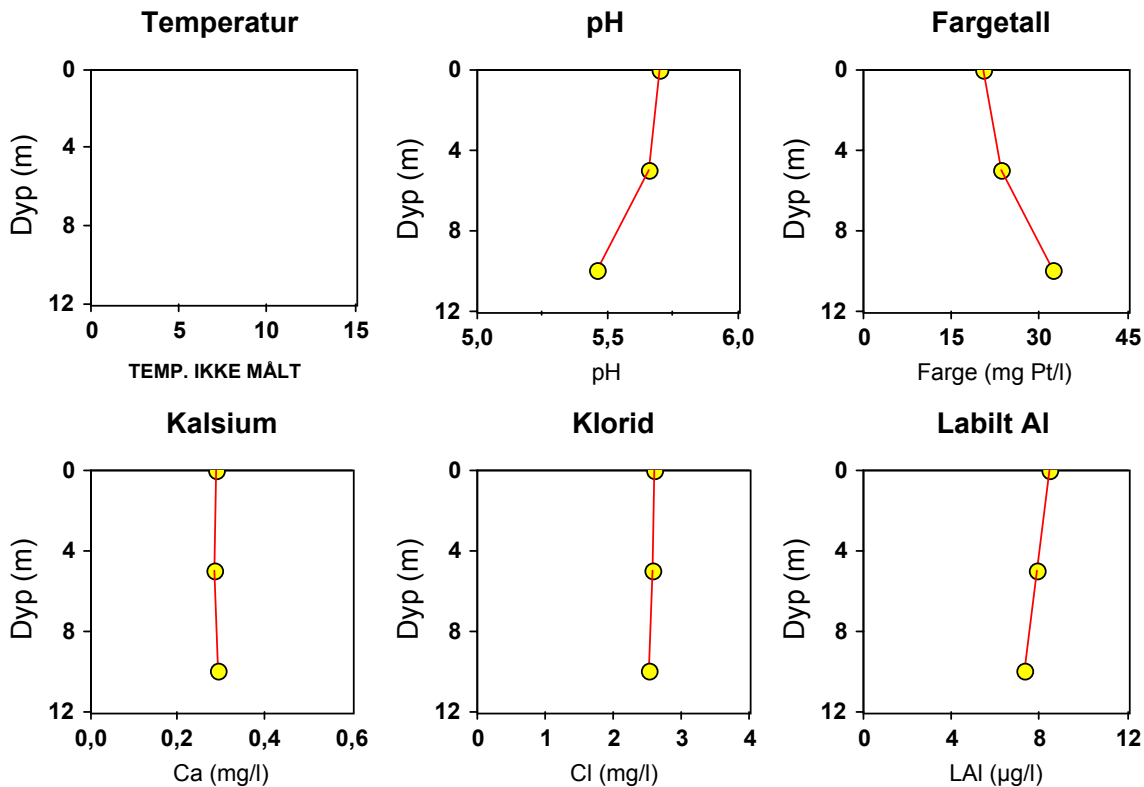 Temperatur
0
4
8
12
Dyp (m)
0 5 10 15
TEMP. IKKE MÅLT
pH
0
4
8
12
Dyp (m)
5,0 5,5 6,0
pH
Fargetall
0
4
8
12
Dyp (m)
0 15 30 45
Farge (mg Pt/l)
Kalsium
0
4
8
12
Dyp (m)
0,0 0,2 0,4 0,6
Ca (mg/l)
Klorid
0
4
8
12
Dyp (m)
0 1 2 3 4
Cl (mg/l)
Labilt Al
0
4
8
12
Dyp (m)
0 4 8 12
LAl (µg/l)